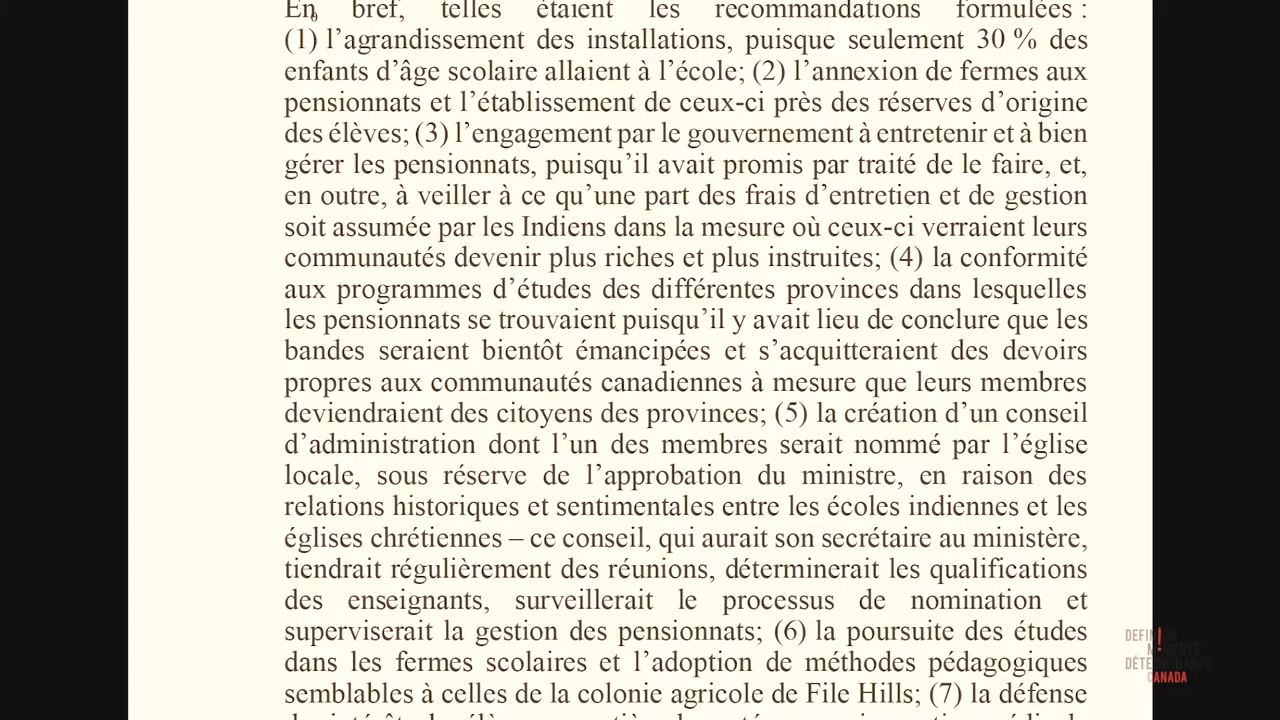 En bref, telles étaient les recommandations formulées :
(1) l’agrandissement des installations, puisque seulement 30 % des
enfants d’âge scolaire allaient à l’école; (2) l’annexion de fermes aux
pensionnats et l’établissement de ceux-ci près des réserves d’origine
des élèves; (3) l’engagement par le gouvernement à entretenir et à bien
gérer les pensionnats, puisqu’il avait promis par traité de le faire, et,
en outre, à veiller à ce qu’une part des frais d’entretien et de gestion
soit assumée par les Indiens dans la mesure où ceux-ci verraient leurs
communautés devenir plus riches et plus instruites; (4) la conformité
aux programmes d’études des différentes provinces dans lesquelles
les pensionnats se trouvaient puisqu’il y avait lieu de conclure que les
bandes seraient bientôt émancipées et s’acquitteraient des devoirs
propres aux communautés canadiennes à mesure que leurs membres
deviendraient des citoyens des provinces; (5) la création d’un conseil
d’administration dont l’un des membres serait nommé par l’église
locale, sous réserve de l’approbation du ministre, en raison des
relations historiques et sentimentales entre les écoles indiennes et les
églises chrétiennes – ce conseil, qui aurait son secrétaire au ministère,
tiendrait régulièrement des réunions, déterminerait les qualifications
des enseignants, surveillerait le processus de nomination et
superviserait la gestion des pensionnats; (6) la poursuite des études
dans les fermes scolaires et l’adoption de méthodes pédagogiques
semblables à celles de la colonie agricole de File Hills; (7) la défense
CANADA